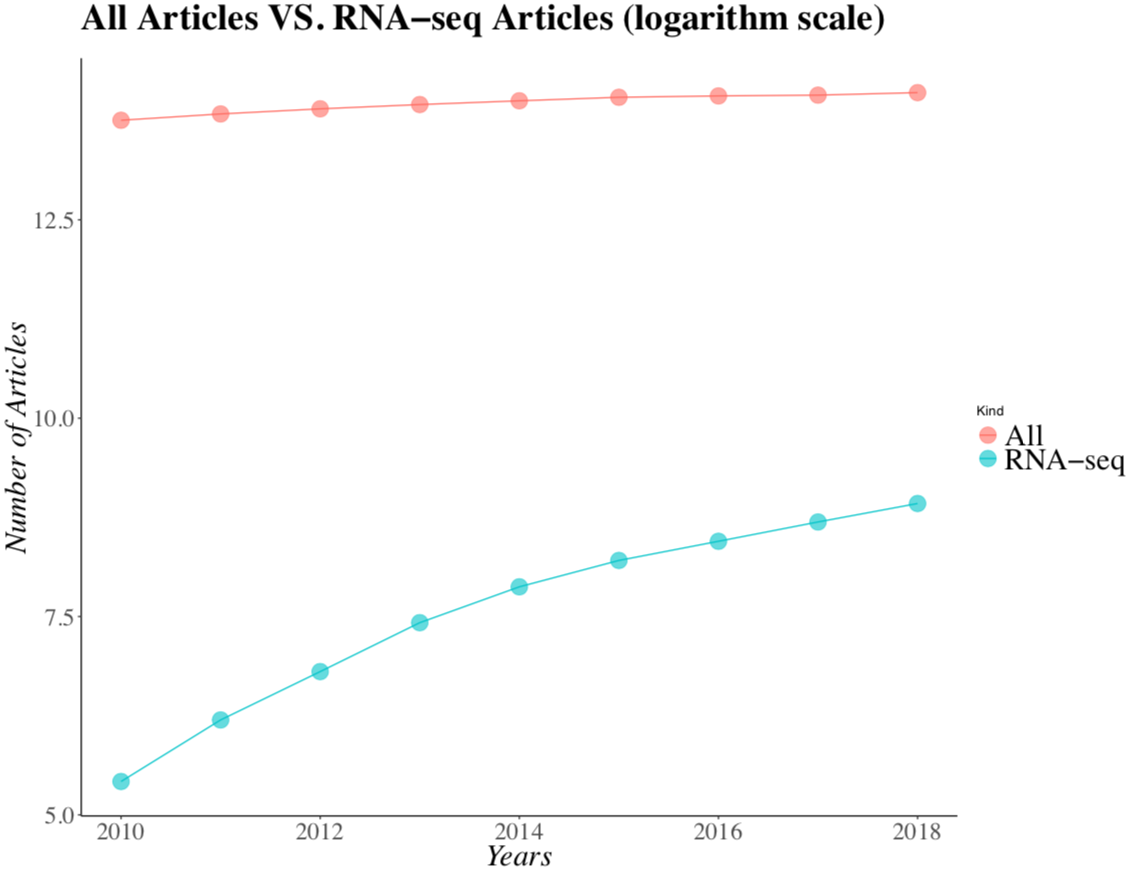 All Articles VS. RNA−seq Articles (logarithm scale)
Number of Articles
12.5
10.0
7.5
5.0
2010 2012 2014 2016 2018
Years
Kind
All
RNA−seq